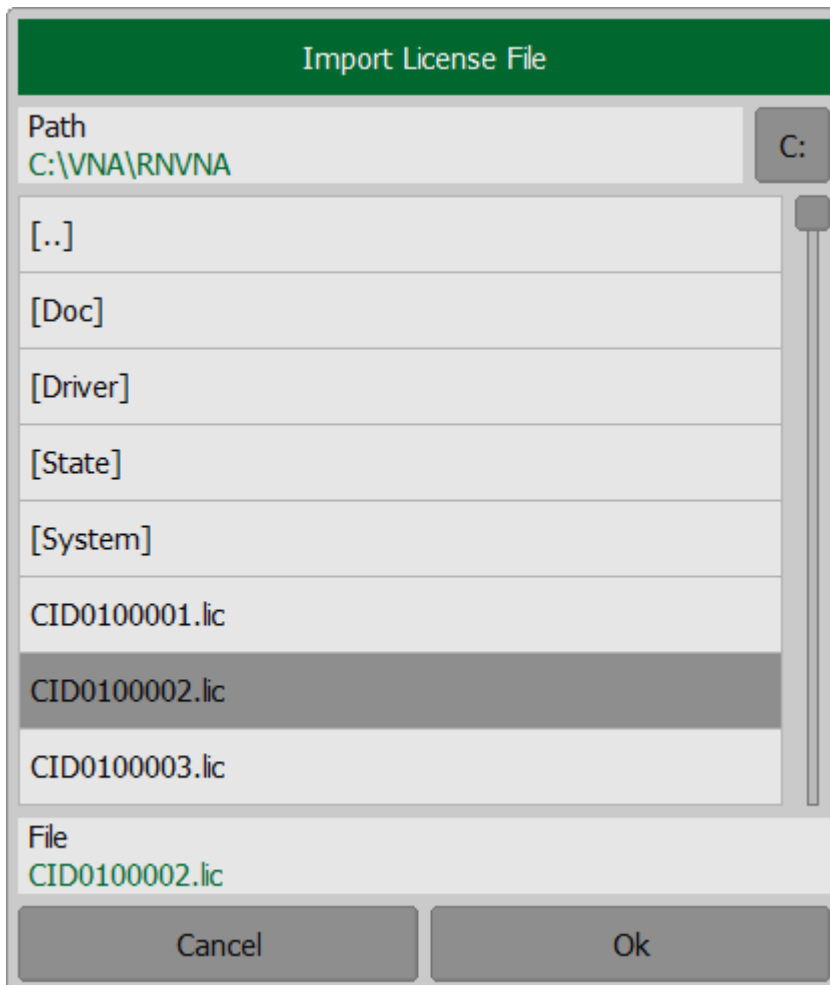 Import License File
Path
C:\VNA\RNVNA
C:
[..]
[Doc]
[Driver]
[State]
[System]
CID0100001.lic
CID0100002.lic
CID0100003.lic
File
CID0100002.lic
Cancel
Ok